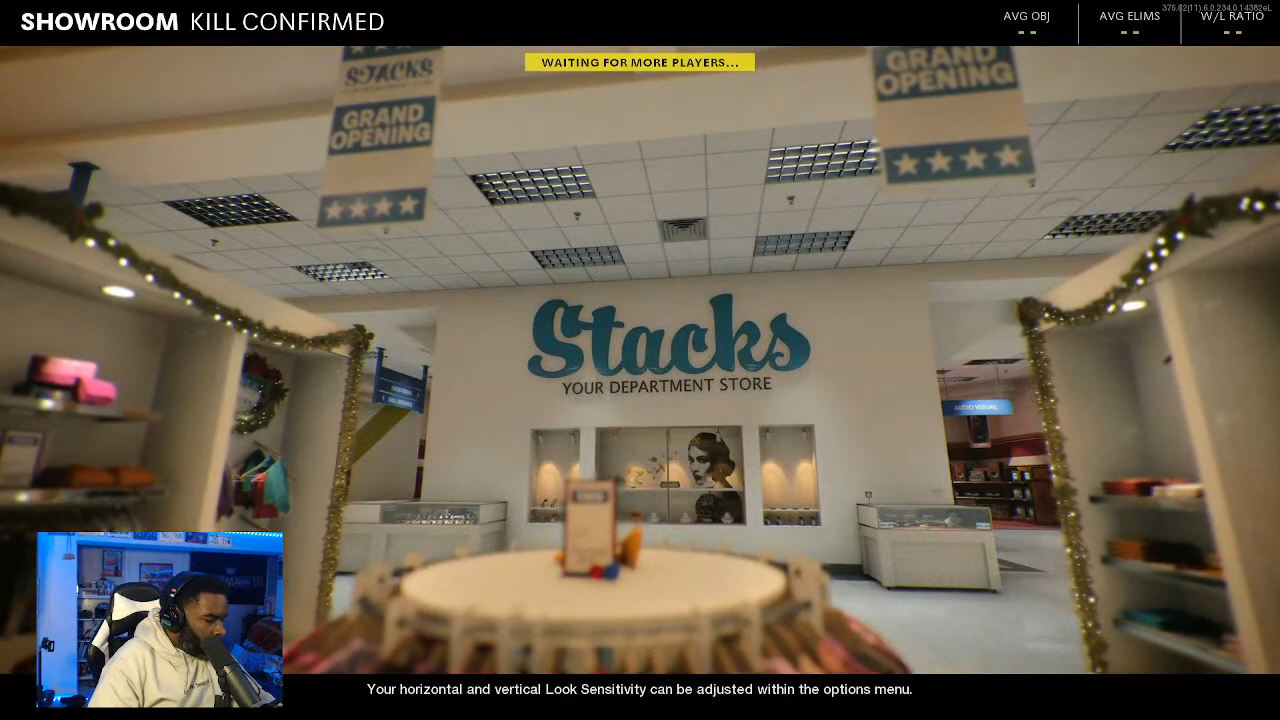 SHOWROOM KILL CONFIRMED
AVG OBJ
AVG ELIMS
W/L RATIO
--
--
--
WAITING FOR MORE PLAYERS...
STACKS
GRAND
OPENING
GRAND
OPENING
Stacks
YOUR DEPARTMENT STORE
AUDIO VISUAL
Your horizontal and vertical Look Sensitivity can be adjusted within the options menu.